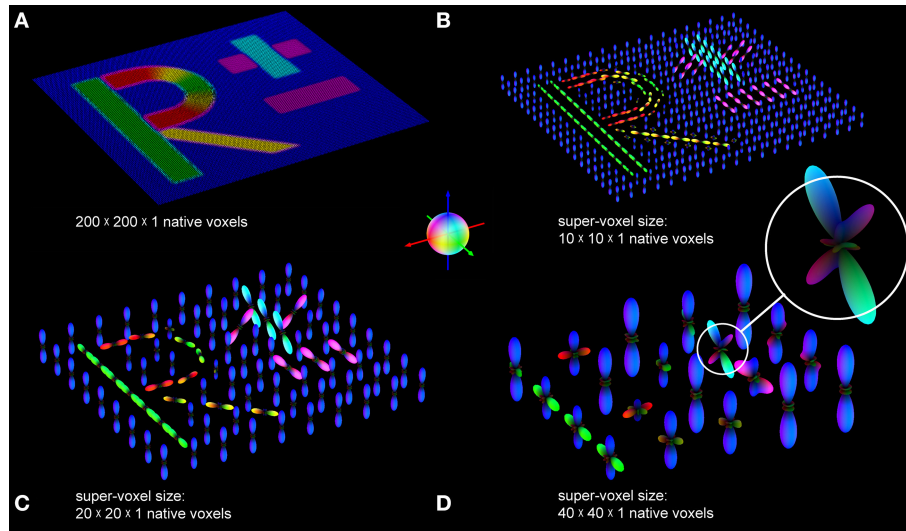 A
B
200 x 200 x 1 native voxels
super-voxel size:
10 x 10 x 1 native voxels
C
super-voxel size:
20 x 20 x 1 native voxels
D
super-voxel size:
40 x 40 x 1 native voxels